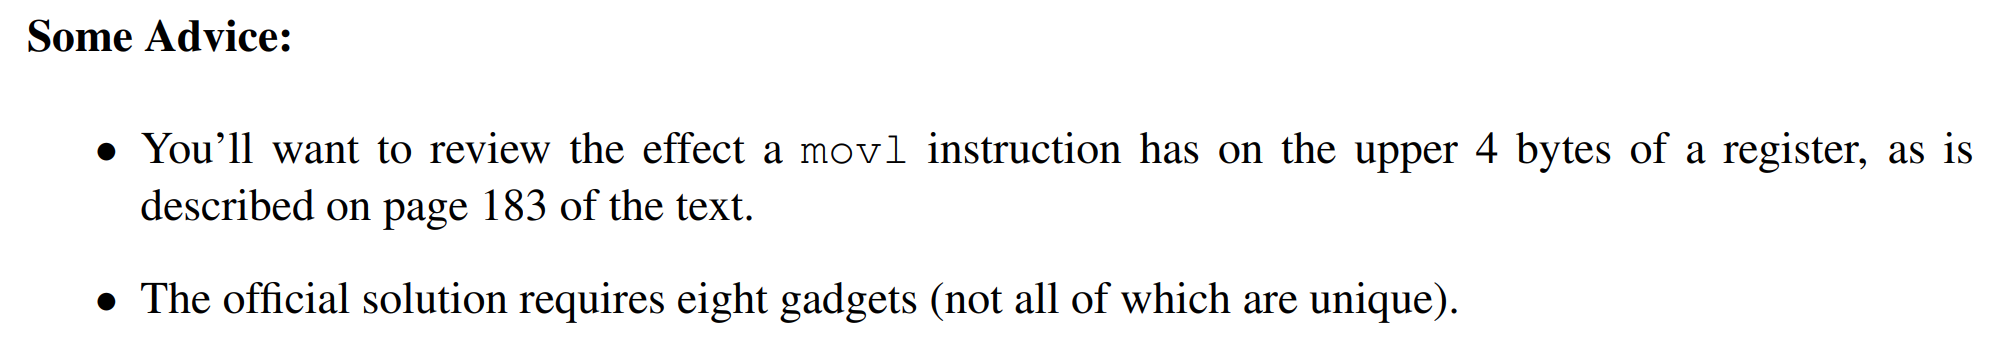 Some Advice:
• You’ll want to review the effect a movl instruction has on the upper 4 bytes of a register, as is
described on page 183 of the text.
• The official solution requires eight gadgets (not all of which are unique).